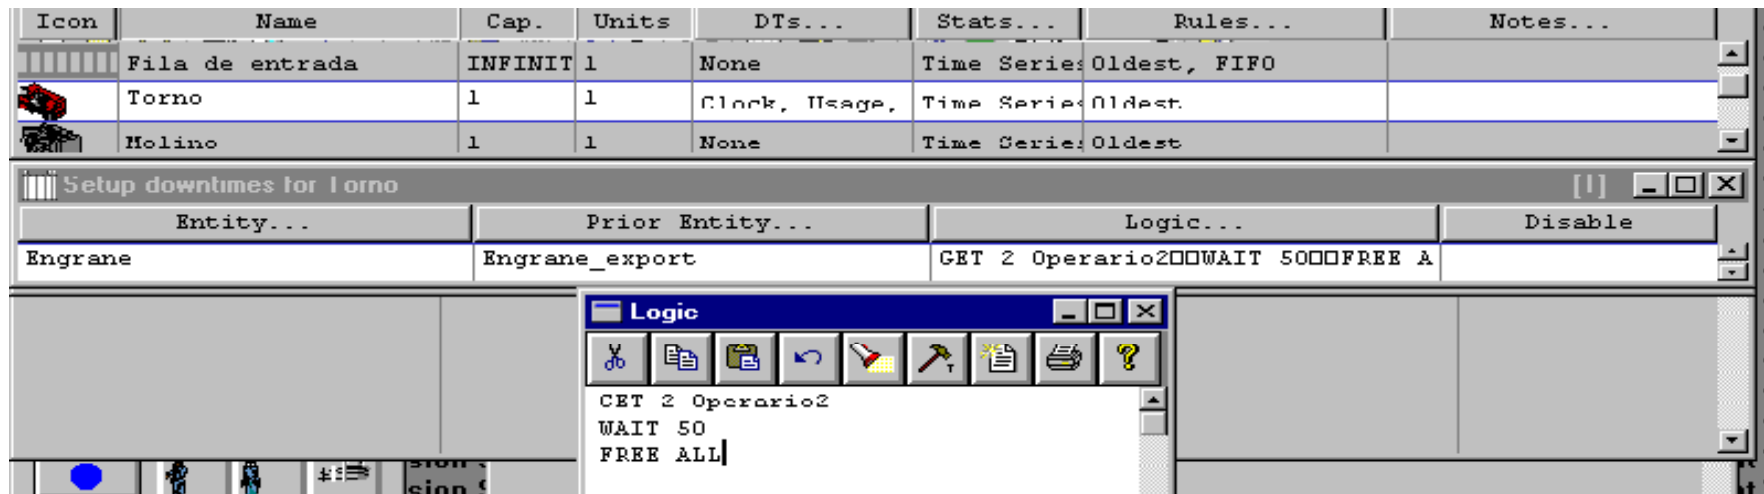 Icon Name Cap. Units DTs... Stats... Rules... Notes...
Fila de entrada INFINIT 1 None Time Series Oldest, FIFO
Torno 1 1 Clock, Usage, Time Series Oldest
Molino 1 1 None Time Series Oldest
Setup downtimes for Torno [1]
Entity... Prior Entity... Logic... Disable
Engrane Engrane_export GET 2 Operario2□□WAIT 50□□FREE A
Logic
GET 2 Operario2
WAIT 50
FREE ALL